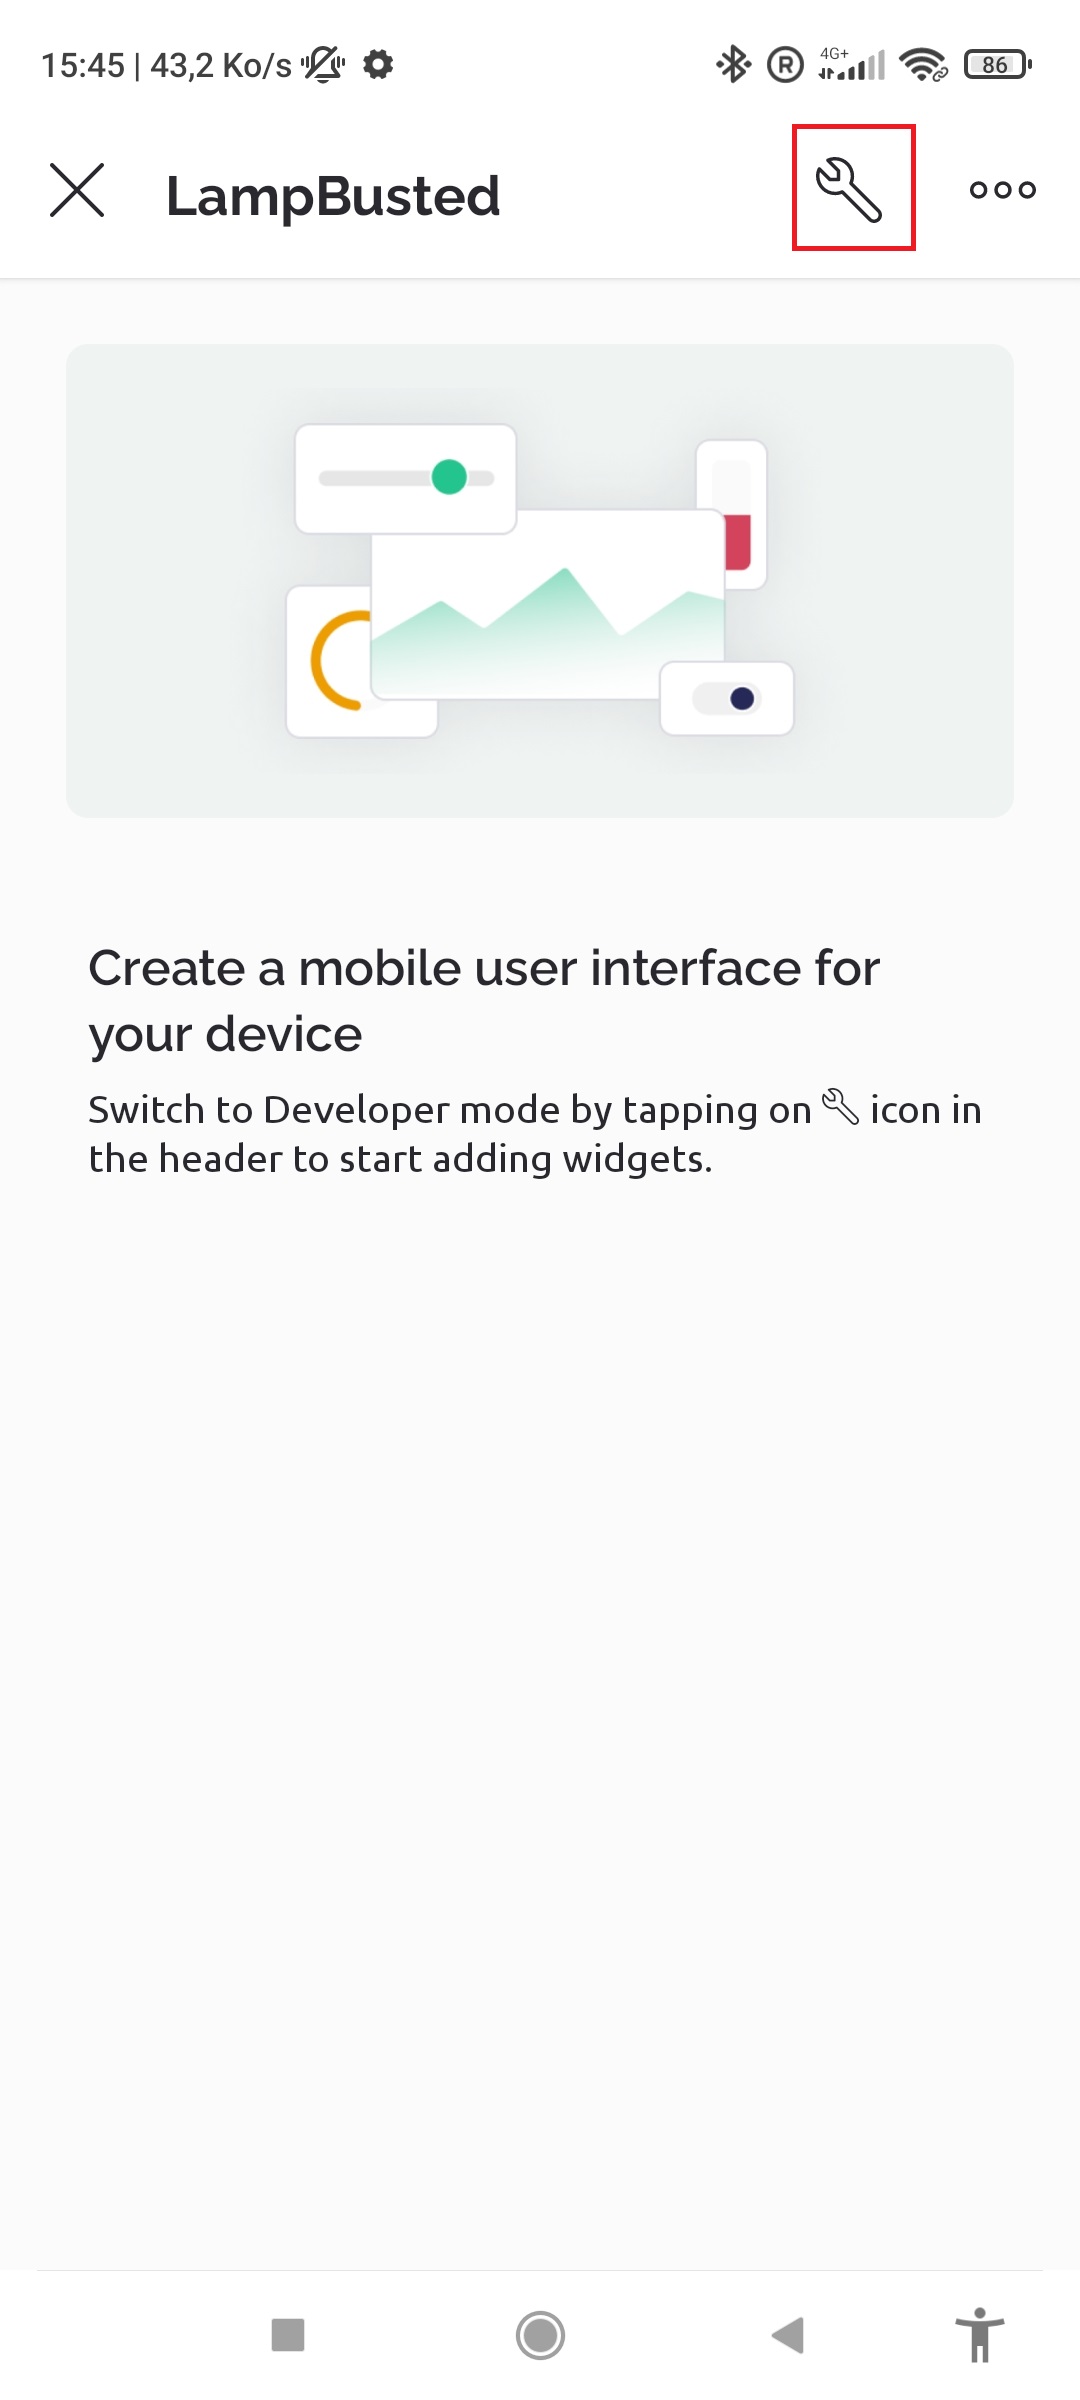 15:45 | 43,2 Ko/s
R
4G+
86
LampBusted
Create a mobile user interface for
your device
Switch to Developer mode by tapping on icon in
the header to start adding widgets.